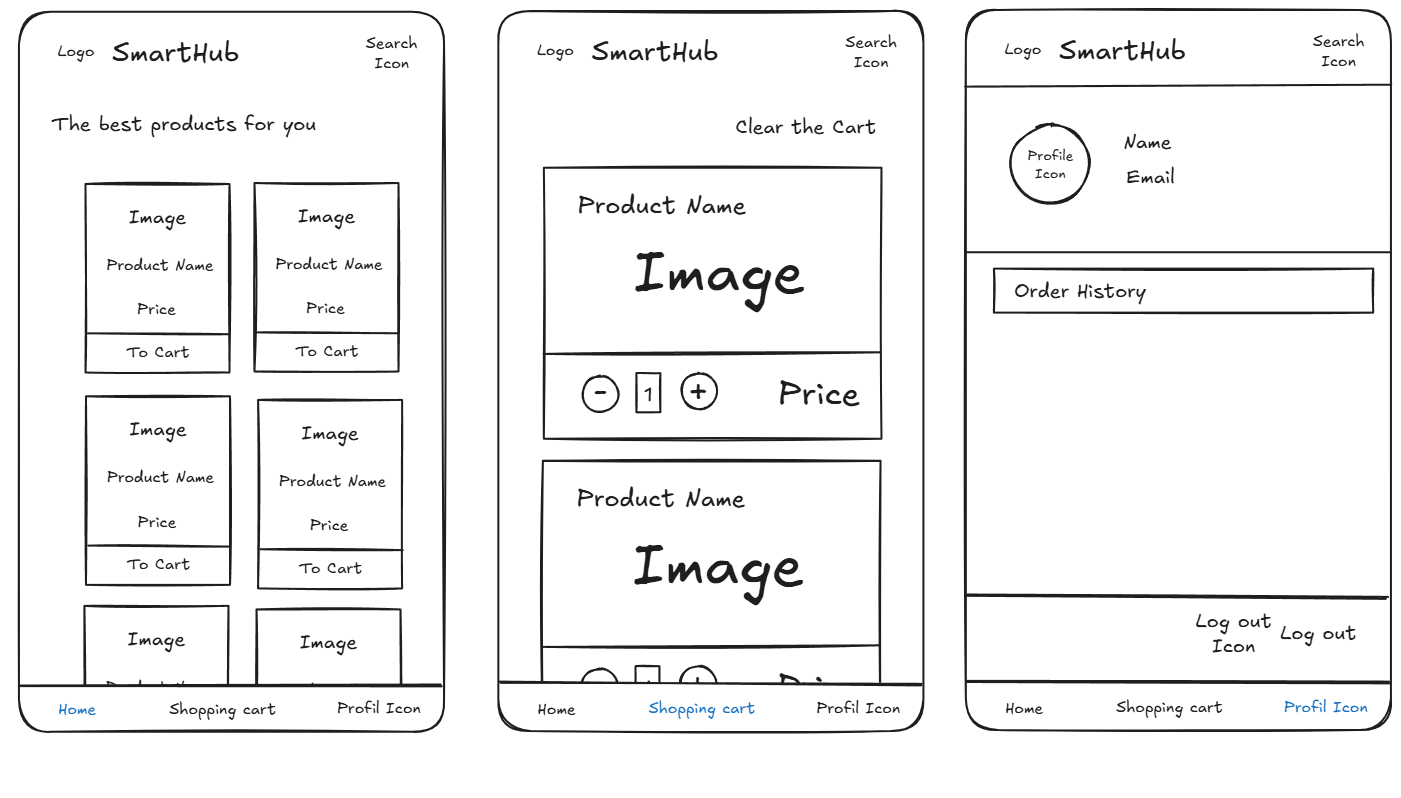 Logo SmartHub Search
Icon
The best products for you
Image Image
Product Name Product Name
Price Price
To Cart To Cart
Image Image
Product Name Product Name
Price Price
To Cart To Cart
Image Image
Home Shopping cart Profil Icon
Logo SmartHub Search
Icon
Clear the Cart
Product Name
Image
- 1 + Price
Product Name
Image
Home Shopping cart Profil Icon
Logo SmartHub Search
Icon
Profile
Icon
Name
Email
Order History
Log out
Icon
Log out
Home Shopping cart Profil Icon